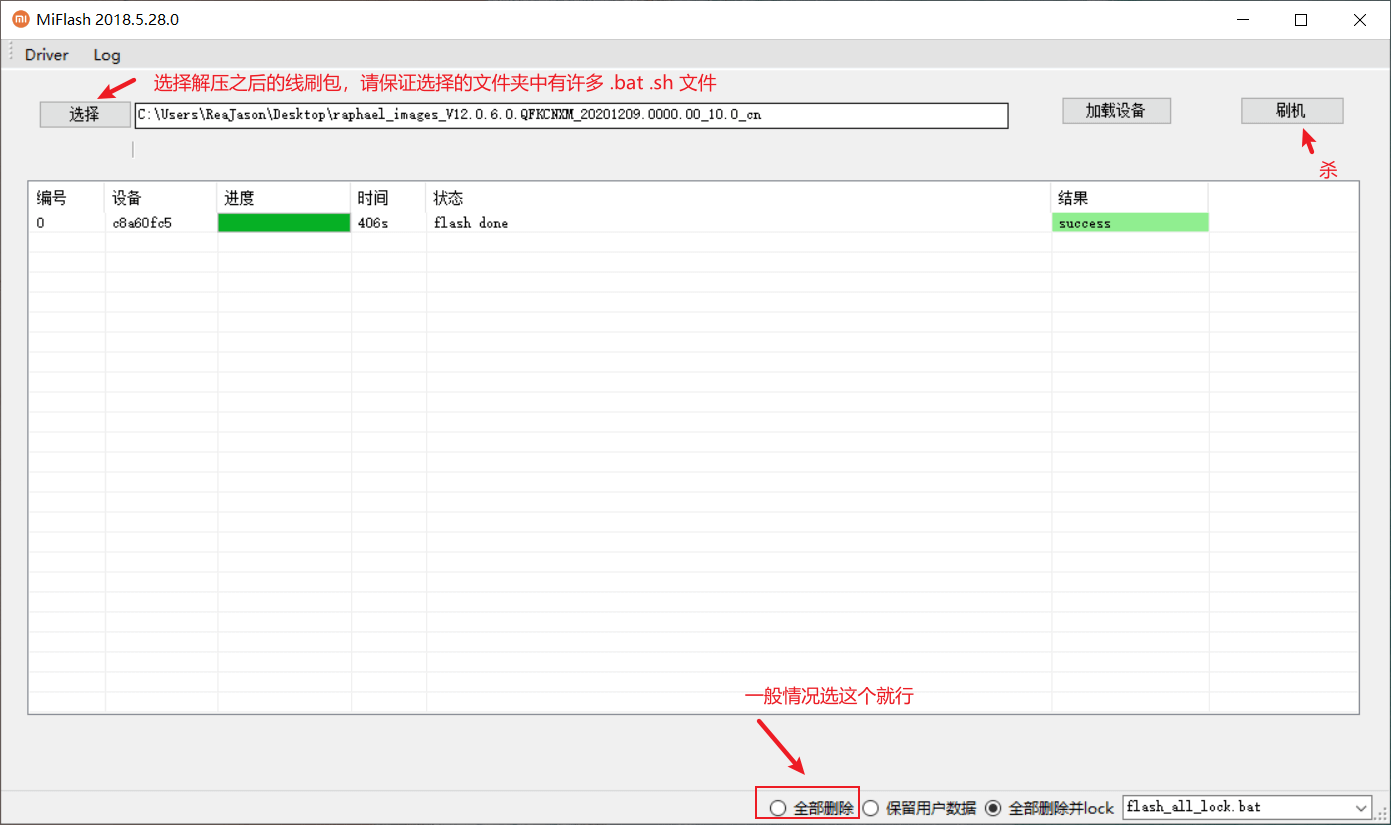 MiFlash 2018.5.28.0
Driver Log
选择解压之后的线刷包，请保证选择的文件夹中有许多 .bat .sh 文件
选择 C:\Users\ReaJason\Desktop\raphael_images_V12.0.6.0.QFKCNXM_20201209.0000.00_10.0_cn 加载设备 刷机
杀
编号 设备 进度 时间 状态 结果
0 c8a60fc5 406s flash done success
一般情况选这个就行
全部删除 保留用户数据 全部删除并lock flash_all_lock.bat